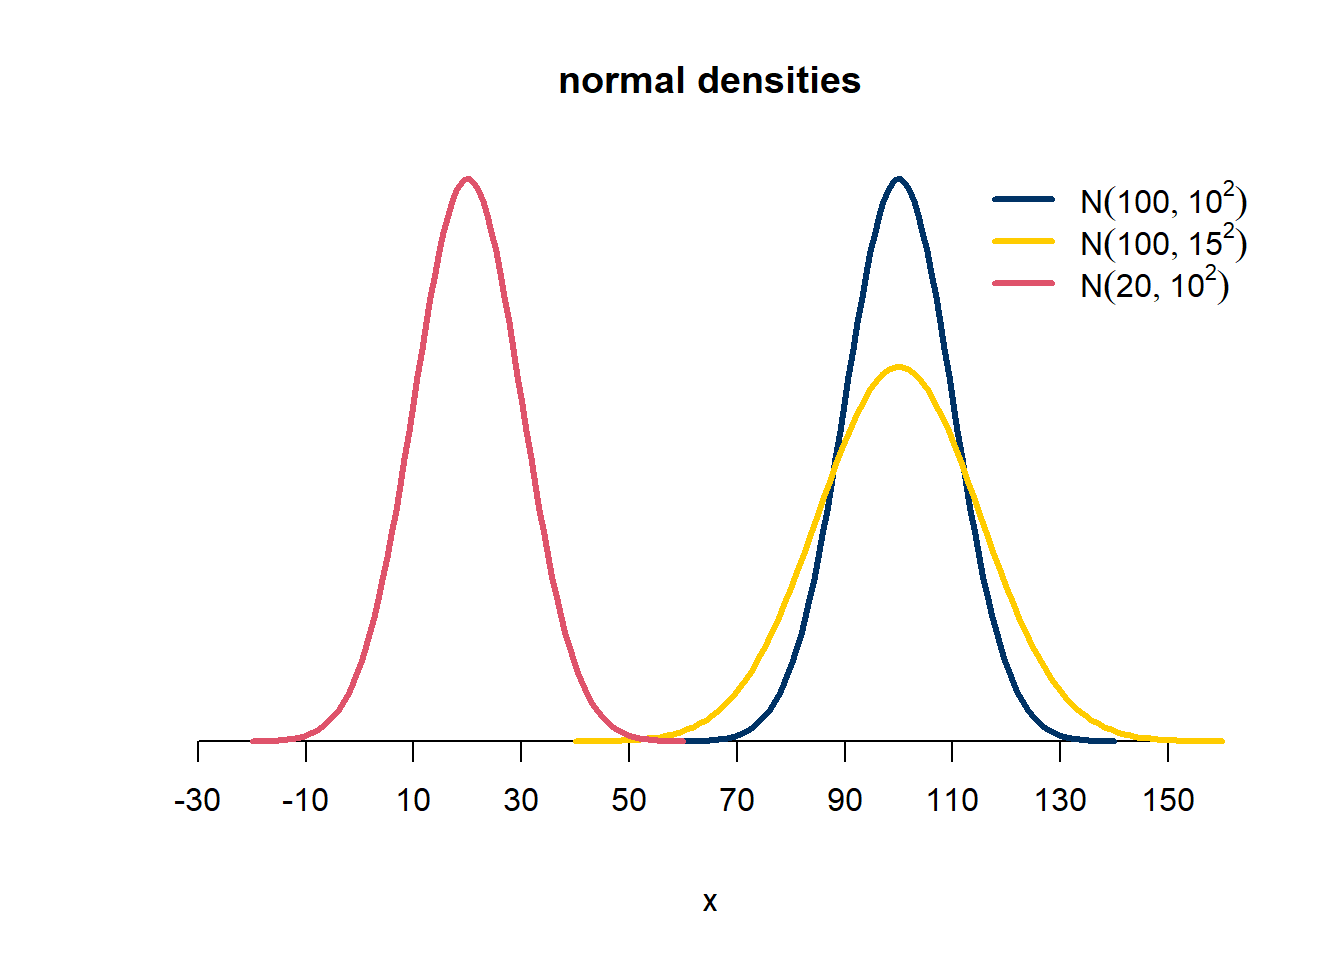 normal densities
N(100, 10²)
N(100, 15²)
N(20, 10²)
-30 -10 10 30 50 70 90 110 130 150
x